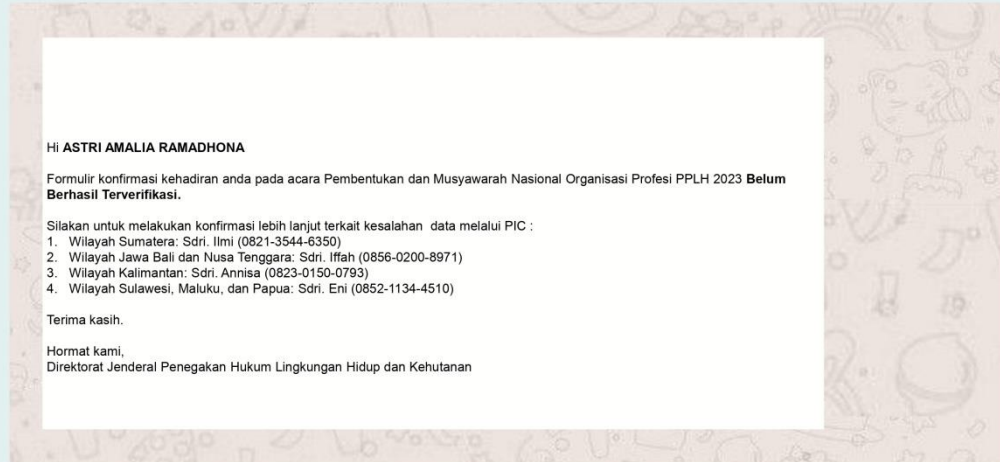 Hi ASTRI AMALIA RAMADHONA
Formulir konfirmasi kehadiran anda pada acara Pembentukan dan Musyawarah Nasional Organisasi Profesi PPLH 2023 Belum
Berhasil Terverifikasi.
Silakan untuk melakukan konfirmasi lebih lanjut terkait kesalahan data melalui PIC :
1. Wilayah Sumatera: Sdri. Ilmi (0821-3544-6350)
2. Wilayah Jawa Bali dan Nusa Tenggara: Sdri. Iffah (0856-0200-8971)
3. Wilayah Kalimantan: Sdri. Annisa (0823-0150-0793)
4. Wilayah Sulawesi, Maluku, dan Papua: Sdri. Eni (0852-1134-4510)
Terima kasih.
Hormat kami,
Direktorat Jenderal Penegakan Hukum Lingkungan Hidup dan Kehutanan